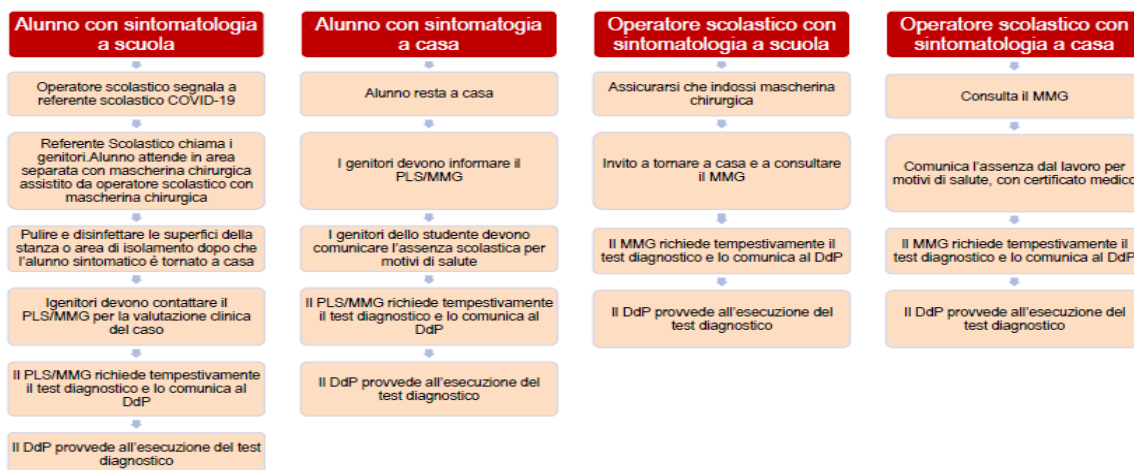 Alunno con sintomatologia
a scuola
Operatore scolastico segnala a
referente scolastico COVID-19
Referente Scolastico chiama i
genitori.Alunno attende in area
separata con mascherina chirurgica
assistito da operatore scolastico con
mascherina chirurgica
Pulire e disinfettare le superfici della
stanza o area di isolamento dopo che
l'alunno sintomatico è tornato a casa
Igenitori devono contattare il
PLS/MMG per la valutazione clinica
del caso
Il PLS/MMG richiede tempestivamente
il test diagnostico e lo comunica al
DdP
Il DdP provvede all'esecuzione del test
diagnostico
Alunno con sintomatogia
a casa
Alunno resta a casa
I genitori devono informare il
PLS/MMG
I genitori dello studente devono
comunicare l'assenza scolastica per
motivi di salute
Il PLS/MMG richiede tempestivamente
il test diagnostico e lo comunica al
DdP
Il DdP provvede all'esecuzione del
test diagnostico
Operatore scolastico con
sintomatologia a scuola
Assicurarsi che indossi mascherina
chirurgica
Invito a tornare a casa e a consultare
il MMG
Il MMG richiede tempestivamente il
test diagnostico e lo comunica al DdP
Il DdP provvede all'esecuzione del
test diagnostico
Operatore scolastico con
sintomatologia a casa
Consulta il MMG
Comunica l'assenza dal lavoro per
motivi di salute, con certificato medico
Il MMG richiede tempestivamente il
test diagnostico e lo comunica al DdP
Il DdP provvede all'esecuzione del
test diagnostico